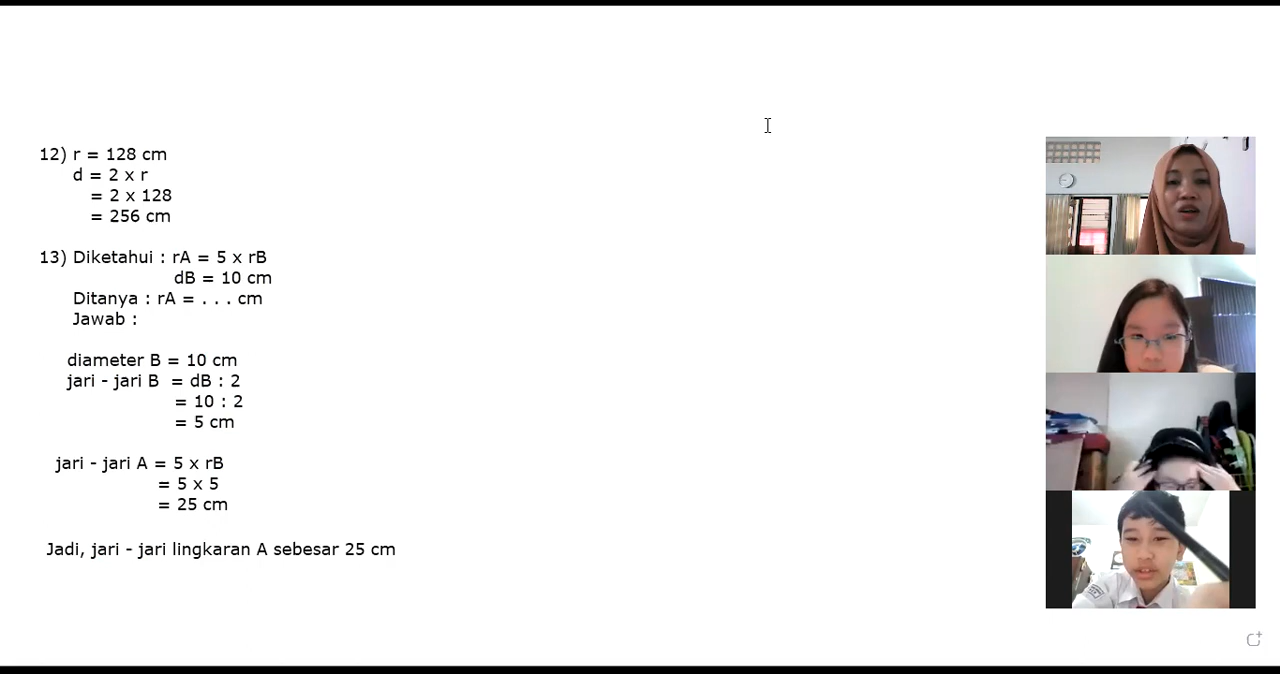 12) r = 128 cm
d = 2 x r
= 2 x 128
= 256 cm
13) Diketahui : rA = 5 x rB
dB = 10 cm
Ditanya : rA = . . . cm
Jawab :
diameter B = 10 cm
jari - jari B = dB : 2
= 10 : 2
= 5 cm
jari - jari A = 5 x rB
= 5 x 5
= 25 cm
Jadi, jari - jari lingkaran A sebesar 25 cm